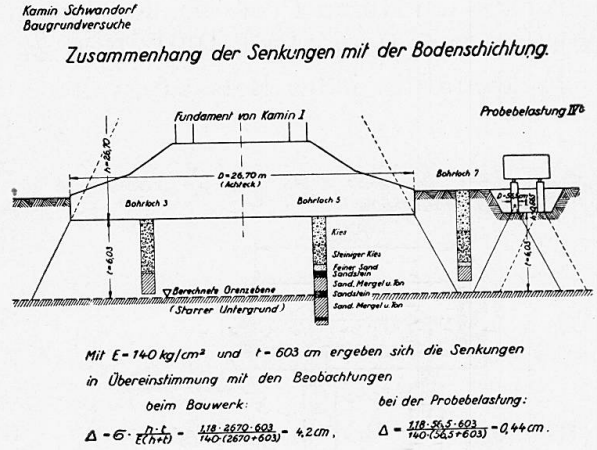 Kamin Schwandorf
Baugrundversuche
Zusammenhang der Senkungen mit der Bodenschichtung.
Fundament von Kamin I
Probebelastung IVb
h=26,70
D=26,70 m
(Achteck)
Bohrloch 7
Bohrloch 3
Bohrloch 5
Kies
Steiniger Kies
Feiner Sand
Sandstein
Sand. Mergel u. Ton
Sandstein
Sand. Mergel u. Ton
t=6,03
t=6,03
Berechnete Grenzebene
(Starrer Untergrund)
Mit E=140 kg/cm² und t=603 cm ergeben sich die Senkungen
in Übereinstimmung mit den Beobachtungen
beim Bauwerk:
bei der Probebelastung:
Δ = σ · h·t / E(h+t) = 1,18·2670·603 / 140·(2670+603) = 4,2 cm,
Δ = 1,18·56,5·603 / 140·(56,5+603) = 0,44 cm.